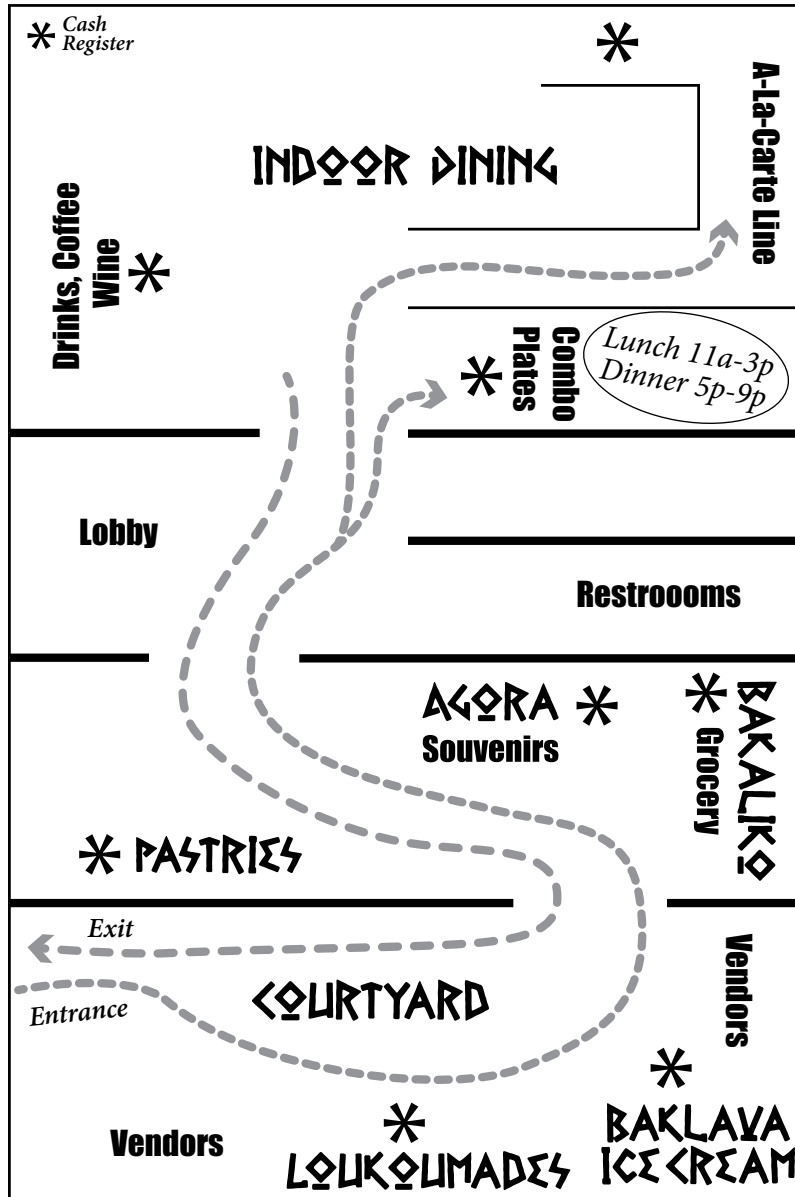 Cash
Register
A-La-Carte Line
INDOOR DINING
Drinks, Coffee
Wine
Combo
Plates
Lunch 11a-3p
Dinner 5p-9p
Lobby
Restroooms
AGORA
Souvenirs
BAKALIKO
Grocery
PASTRIES
Exit
Entrance
COURTYARD
Vendors
Vendors
LOUKOUMADES
BAKLAVA
ICE CREAM